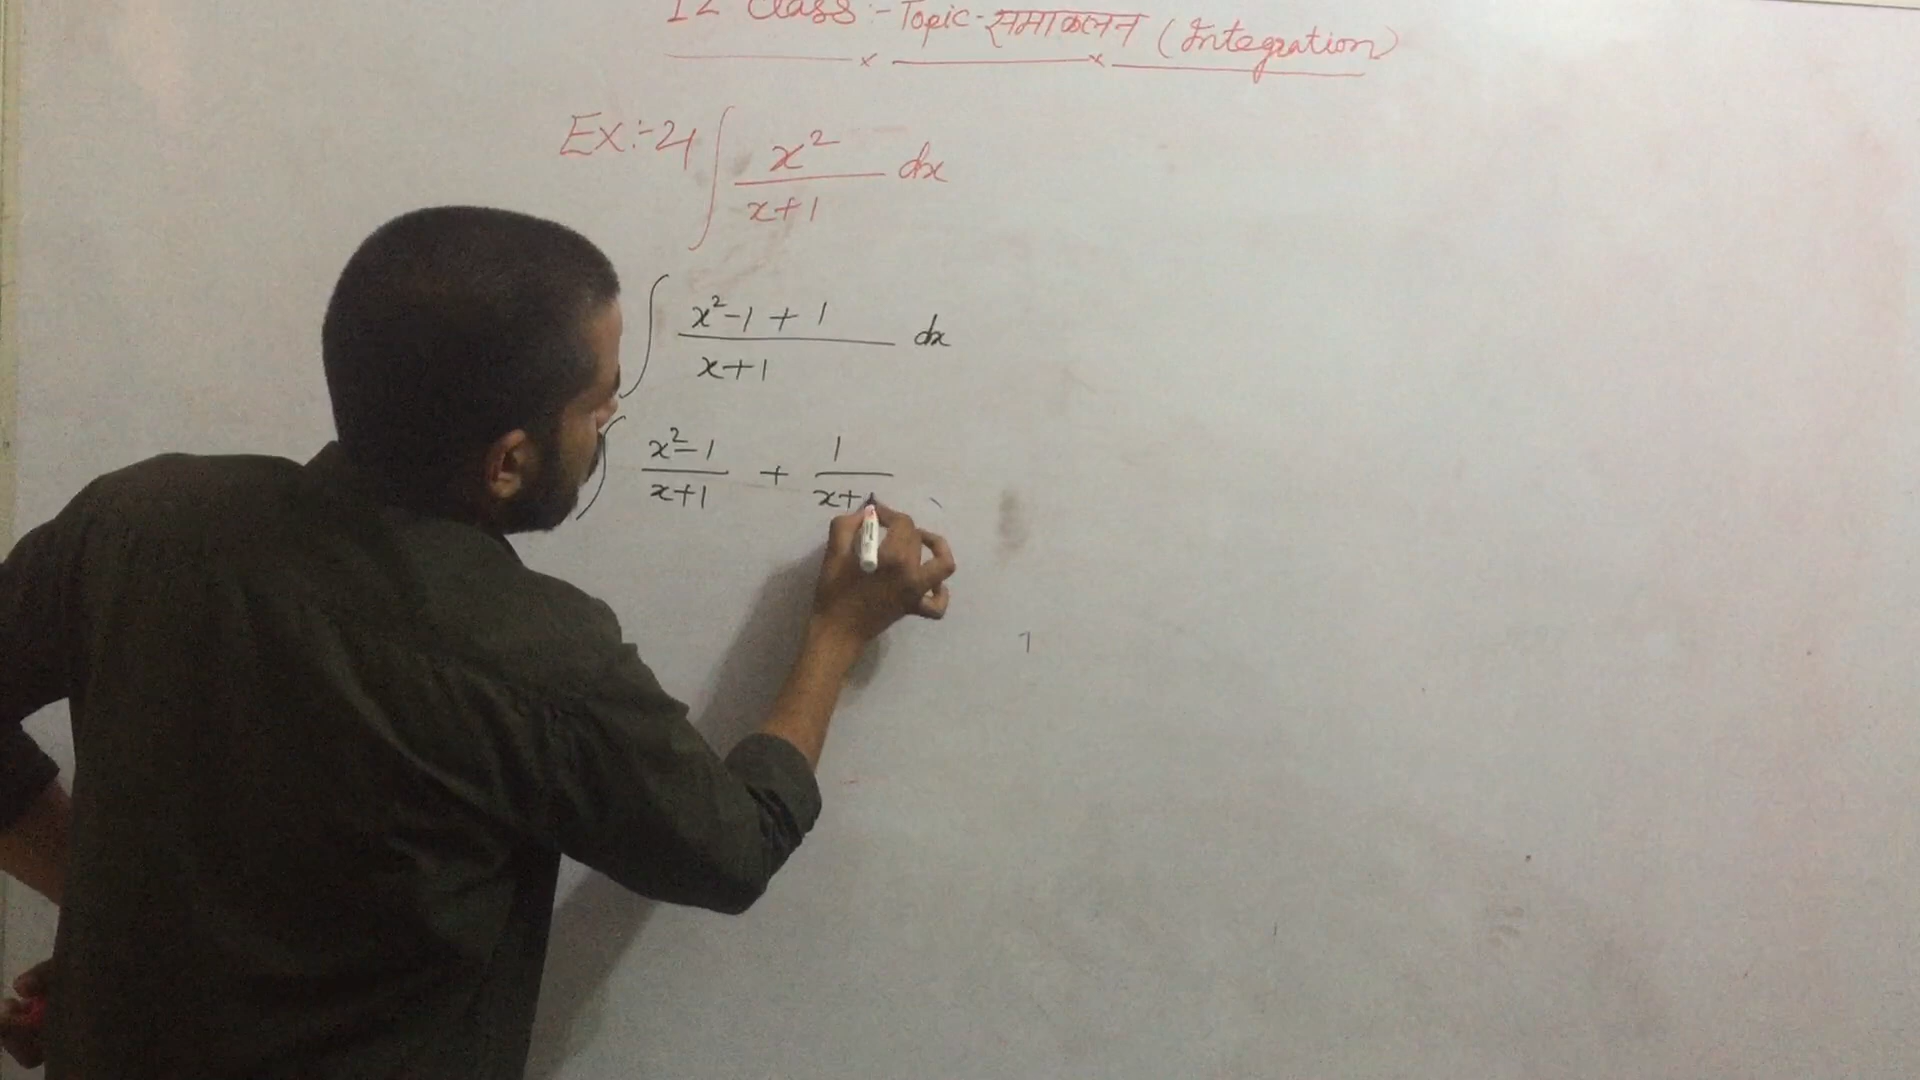 12 Class :- Topic - समाकलन (Integration)
Ex:-4 ∫ x²/(x+1) dx
∫ (x²-1+1)/(x+1) dx
∫ (x²-1)/(x+1) + 1/(x+1